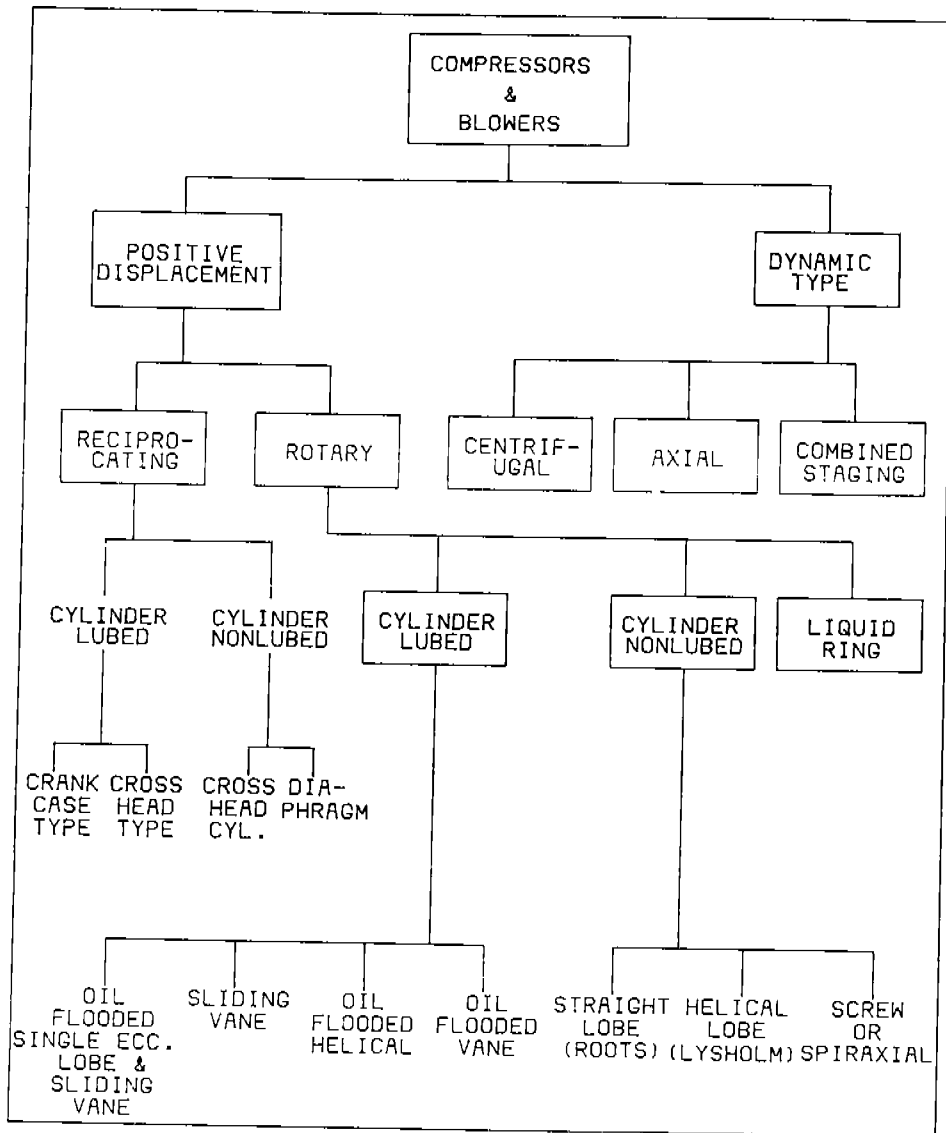 COMPRESSORS
&
BLOWERS
POSITIVE
DISPLACEMENT
DYNAMIC
TYPE
RECIPRO-
CATING
ROTARY
CENTRIF-
UGAL
AXIAL
COMBINED
STAGING
CYLINDER
LUBED
CYLINDER
NONLUBED
CYLINDER
LUBED
CYLINDER
NONLUBED
LIQUID
RING
CRANK
CASE
TYPE
CROSS
HEAD
TYPE
CROSS
HEAD
CYL.
DIA-
PHRAGM
OIL
FLOODED
SINGLE ECC.
LOBE &
SLIDING
VANE
SLIDING
VANE
OIL
FLOODED
HELICAL
OIL
FLOODED
VANE
STRAIGHT
LOBE
(ROOTS)
HELICAL
LOBE
(LYSHOLM)
SCREW
OR
SPIRAXIAL